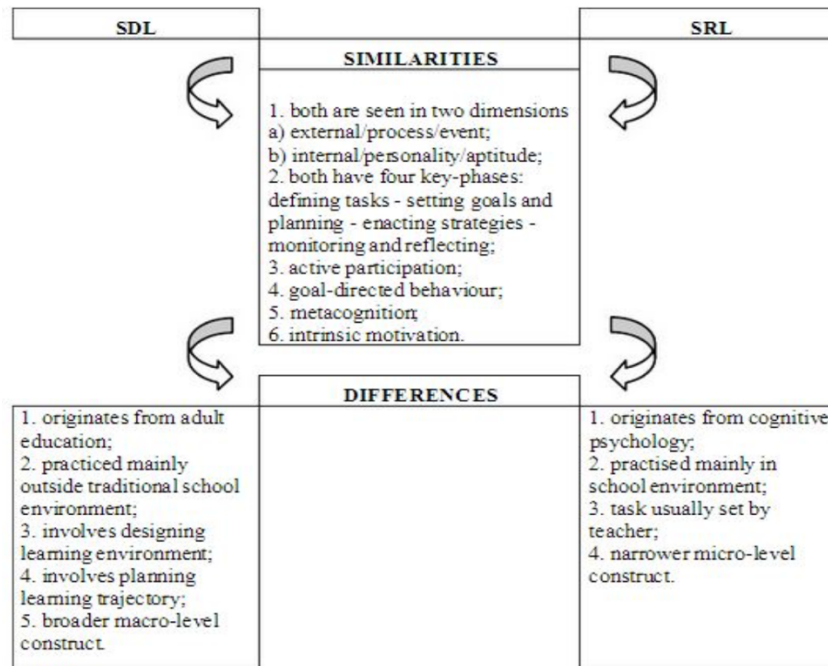 SDL
SRL
SIMILARITIES
1. both are seen in two dimensions
a) external/process/event;
b) internal/personality/aptitude;
2. both have four key-phases:
defining tasks - setting goals and
planning - enacting strategies -
monitoring and reflecting;
3. active participation;
4. goal-directed behaviour;
5. metacognition;
6. intrinsic motivation.
DIFFERENCES
1. originates from adult
education;
2. practiced mainly
outside traditional school
environment;
3. involves designing
learning environment;
4. involves planning
learning trajectory;
5. broader macro-level
construct.
1. originates from cognitive
psychology;
2. practised mainly in
school environment;
3. task usually set by
teacher;
4. narrower micro-level
construct.